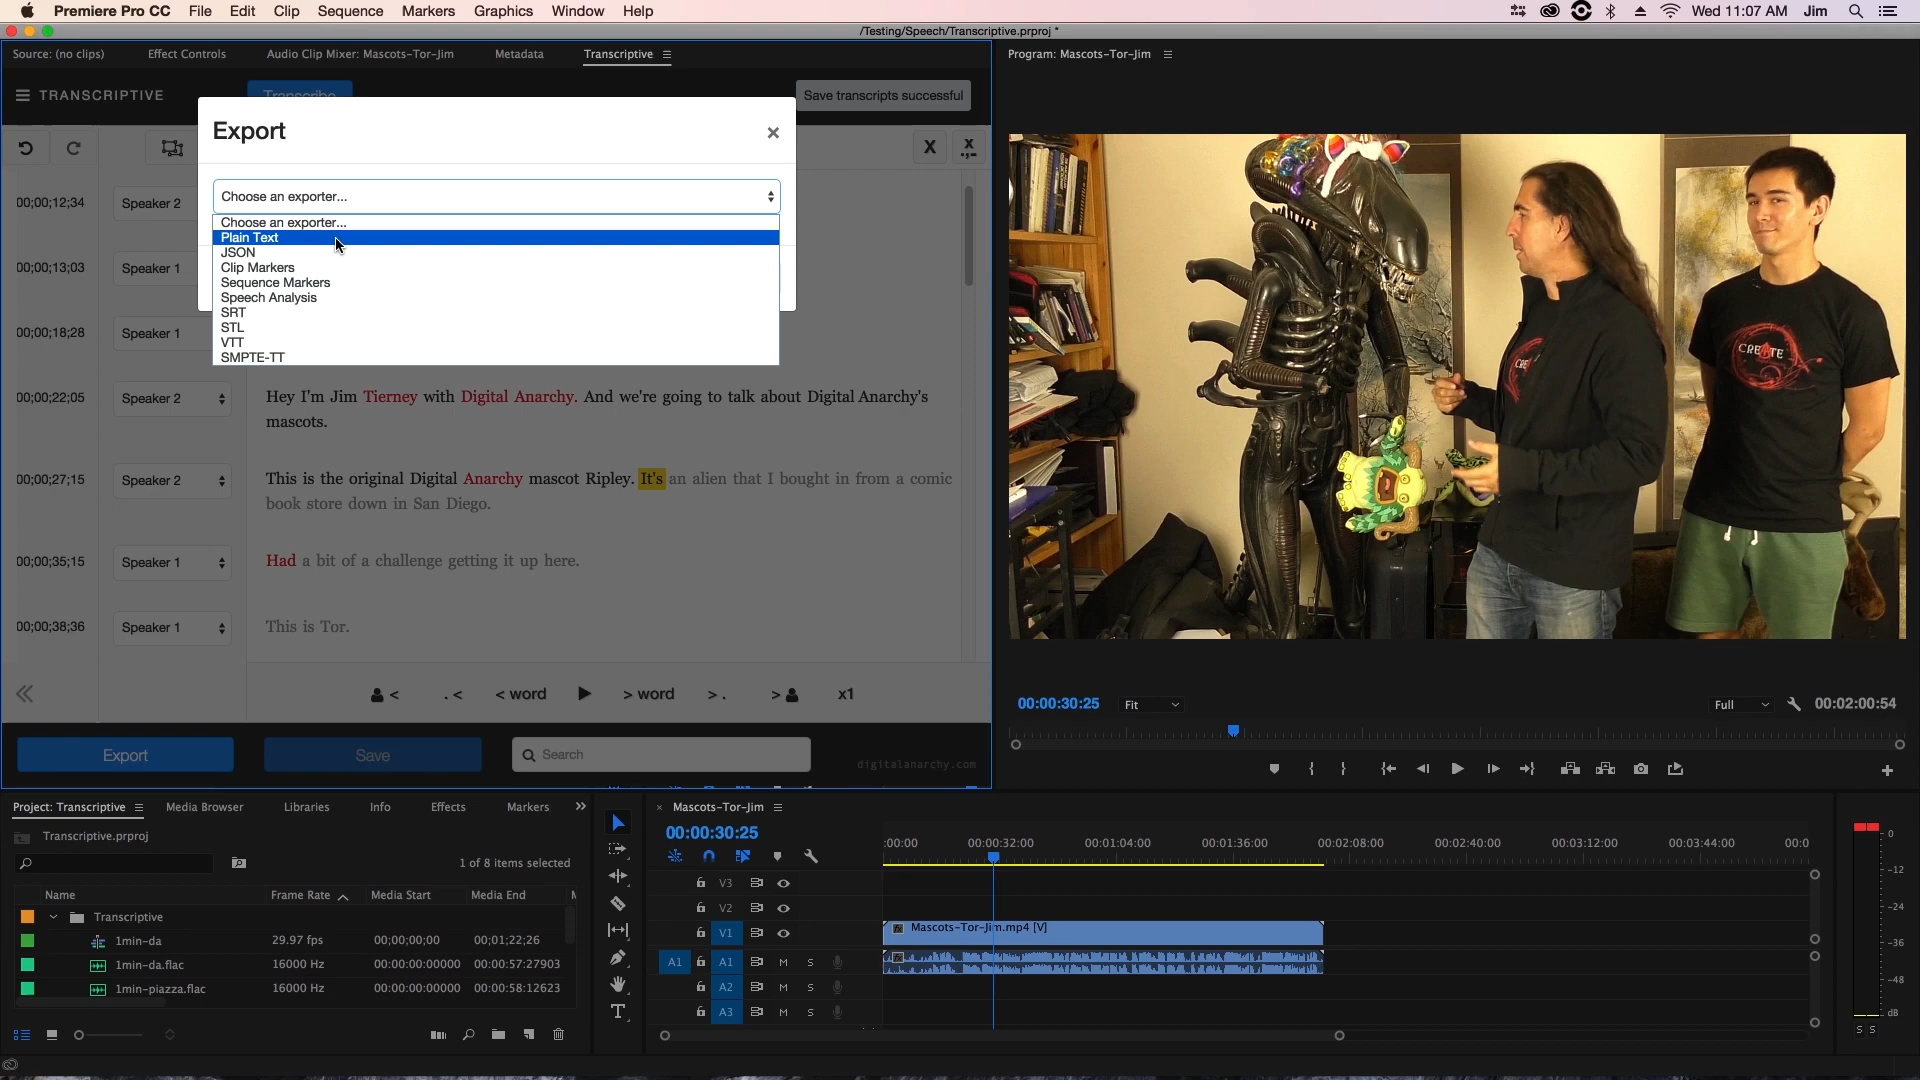 Premiere Pro CC File Edit Clip Sequence Markers Graphics Window Help
Wed 11:07 AM Jim
/Testing/Speech/Transcriptive.prproj *
Source: (no clips) Effect Controls Audio Clip Mixer: Mascots-Tor-Jim Metadata Transcriptive
Program: Mascots-Tor-Jim
TRANSCRIPTIVE
Transcribe
Save transcripts successful
Export
×
X
X
Choose an exporter...
Choose an exporter...
Plain Text
JSON
Clip Markers
Sequence Markers
Speech Analysis
SRT
STL
VTT
SMPTE-TT
00;00;12;34 Speaker 2
00;00;13;03 Speaker 1
00;00;18;28 Speaker 1
00;00;22;05 Speaker 2
Hey I'm Jim Tierney with Digital Anarchy. And we're going to talk about Digital Anarchy's
mascots.
00;00;27;15 Speaker 2
This is the original Digital Anarchy mascot Ripley. It's an alien that I bought in from a comic
book store down in San Diego.
00;00;35;15 Speaker 1
Had a bit of a challenge getting it up here.
00;00;38;36 Speaker 1
This is Tor.
< . < < word > word > . > x1
Export Save Search
digitalanarchy.com
CREATE
CREATE
00:00:30:25 Fit Full 00:02:00:54
Project: Transcriptive Media Browser Libraries Info Effects Markers
Transcriptive.prproj
1 of 8 items selected
Name Frame Rate Media Start Media End
Transcriptive
1min-da 29.97 fps 00;00;00;00 00;01;22;26
1min-da.flac 16000 Hz 00:00:00:00000 00:00:57:27903
1min-piazza.flac 16000 Hz 00:00:00:00000 00:00:58:12623
× Mascots-Tor-Jim
00:00:30:25
:00:00 00:00:32:00 00:01:04:00 00:01:36:00 00:02:08:00 00:02:40:00 00:03:12:00 00:03:44:00 00:0
V3
V2
V1 Mascots-Tor-Jim.mp4 [V]
A1 A1 M S
A2 M S
A3 M S
0
-12
-24
-36
-48
dB
S S